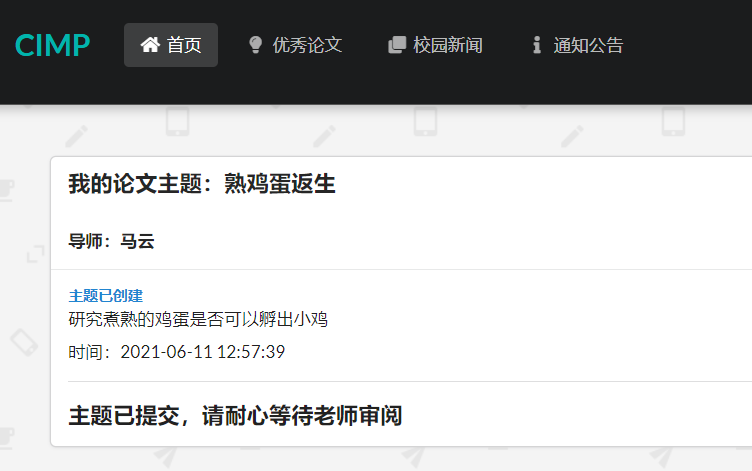 CIMP 首页 优秀论文 校园新闻 通知公告
我的论文主题：熟鸡蛋返生
导师：马云
主题已创建
研究煮熟的鸡蛋是否可以孵出小鸡
时间：2021-06-11 12:57:39
主题已提交，请耐心等待老师审阅